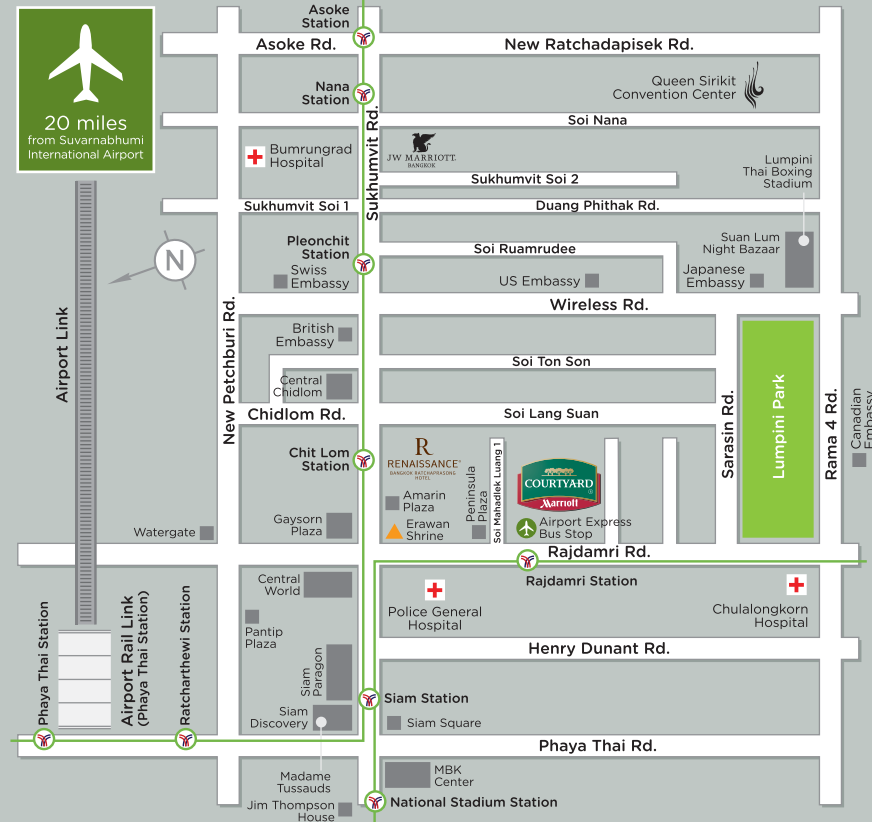 Asoke
Station
Asoke Rd.
New Ratchadapisek Rd.
20 miles
from Suvarnabhumi
International Airport
Nana
Station
Queen Sirikit
Convention Center
Sukhumvit Rd.
Soi Nana
Bumrungrad
Hospital
JW MARRIOTT
BANGKOK
Lumpini
Thai Boxing
Stadium
Sukhumvit Soi 2
Sukhumvit Soi 1
Duang Phithak Rd.
Pleonchit
Station
Soi Ruamrudee
Suan Lum
Night Bazaar
N
Swiss
Embassy
US Embassy
Japanese
Embassy
Wireless Rd.
Airport Link
New Petchburi Rd.
British
Embassy
Soi Ton Son
Central
Chidlom
Chidlom Rd.
Soi Lang Suan
Sarasin Rd.
Lumpini Park
Rama 4 Rd.
Canadian
Embassy
Chit Lom
Station
R
RENAISSANCE
BANGKOK RATCHAPRASONG
HOTEL
Amarin
Plaza
Erawan
Shrine
Peninsula
Plaza
Soi Mahadlek Luang 1
COURTYARD
Marriott
Airport Express
Bus Stop
Gaysorn
Plaza
Watergate
Rajdamri Rd.
Rajdamri Station
Central
World
Police General
Hospital
Chulalongkorn
Hospital
Pantip
Plaza
Henry Dunant Rd.
Phaya Thai Station
Airport Rail Link
(Phaya Thai Station)
Ratcharthewi Station
Siam
Paragon
Siam Station
Siam
Discovery
Siam Square
Phaya Thai Rd.
Madame
Tussauds
MBK
Center
Jim Thompson
House
National Stadium Station